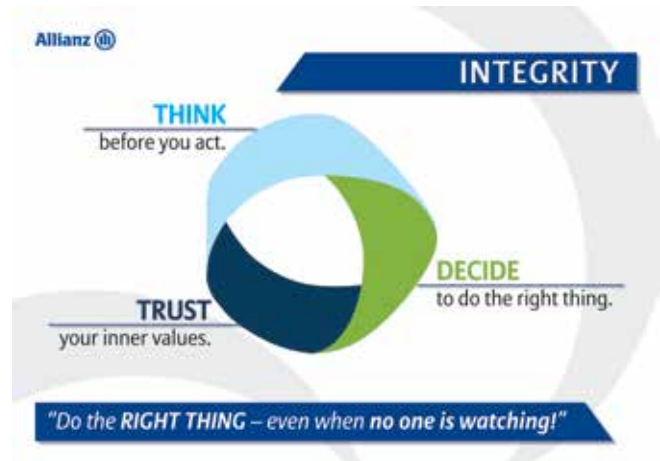 Allianz
INTEGRITY
THINK
before you act.
DECIDE
to do the right thing.
TRUST
your inner values.
"Do the RIGHT THING – even when no one is watching!"